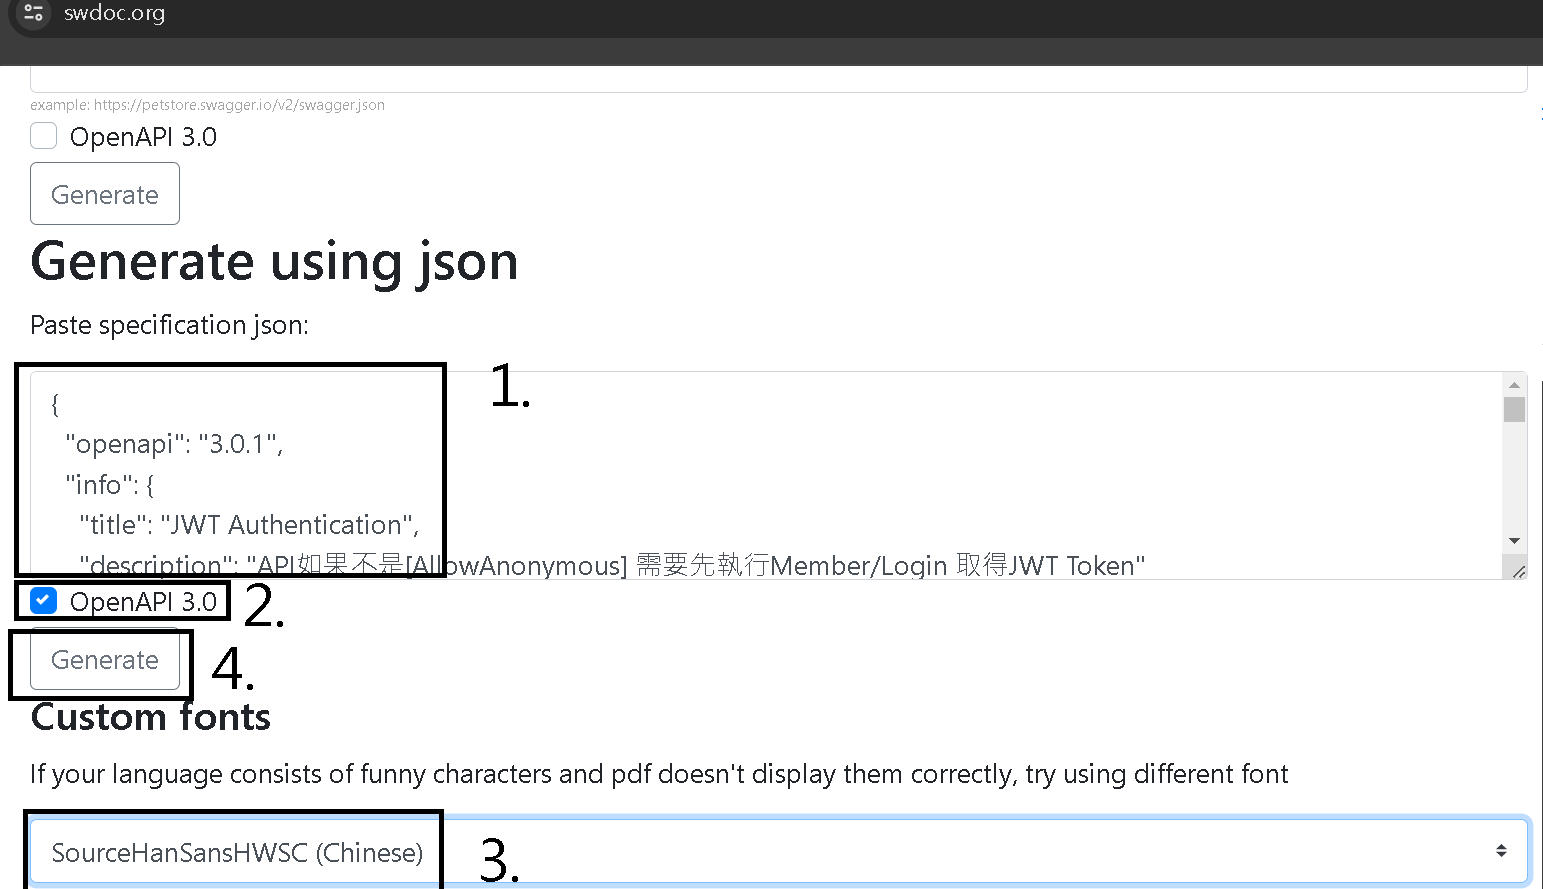 swdoc.org
example: https://petstore.swagger.io/v2/swagger.json
OpenAPI 3.0
Generate
Generate using json
Paste specification json:
1.
{
"openapi": "3.0.1",
"info": {
"title": "JWT Authentication",
"description": "API如果不是[AllowAnonymous] 需要先執行Member/Login 取得JWT Token"
OpenAPI 3.0 2.
Generate 4.
Custom fonts
If your language consists of funny characters and pdf doesn't display them correctly, try using different font
SourceHanSansHWSC (Chinese) 3.